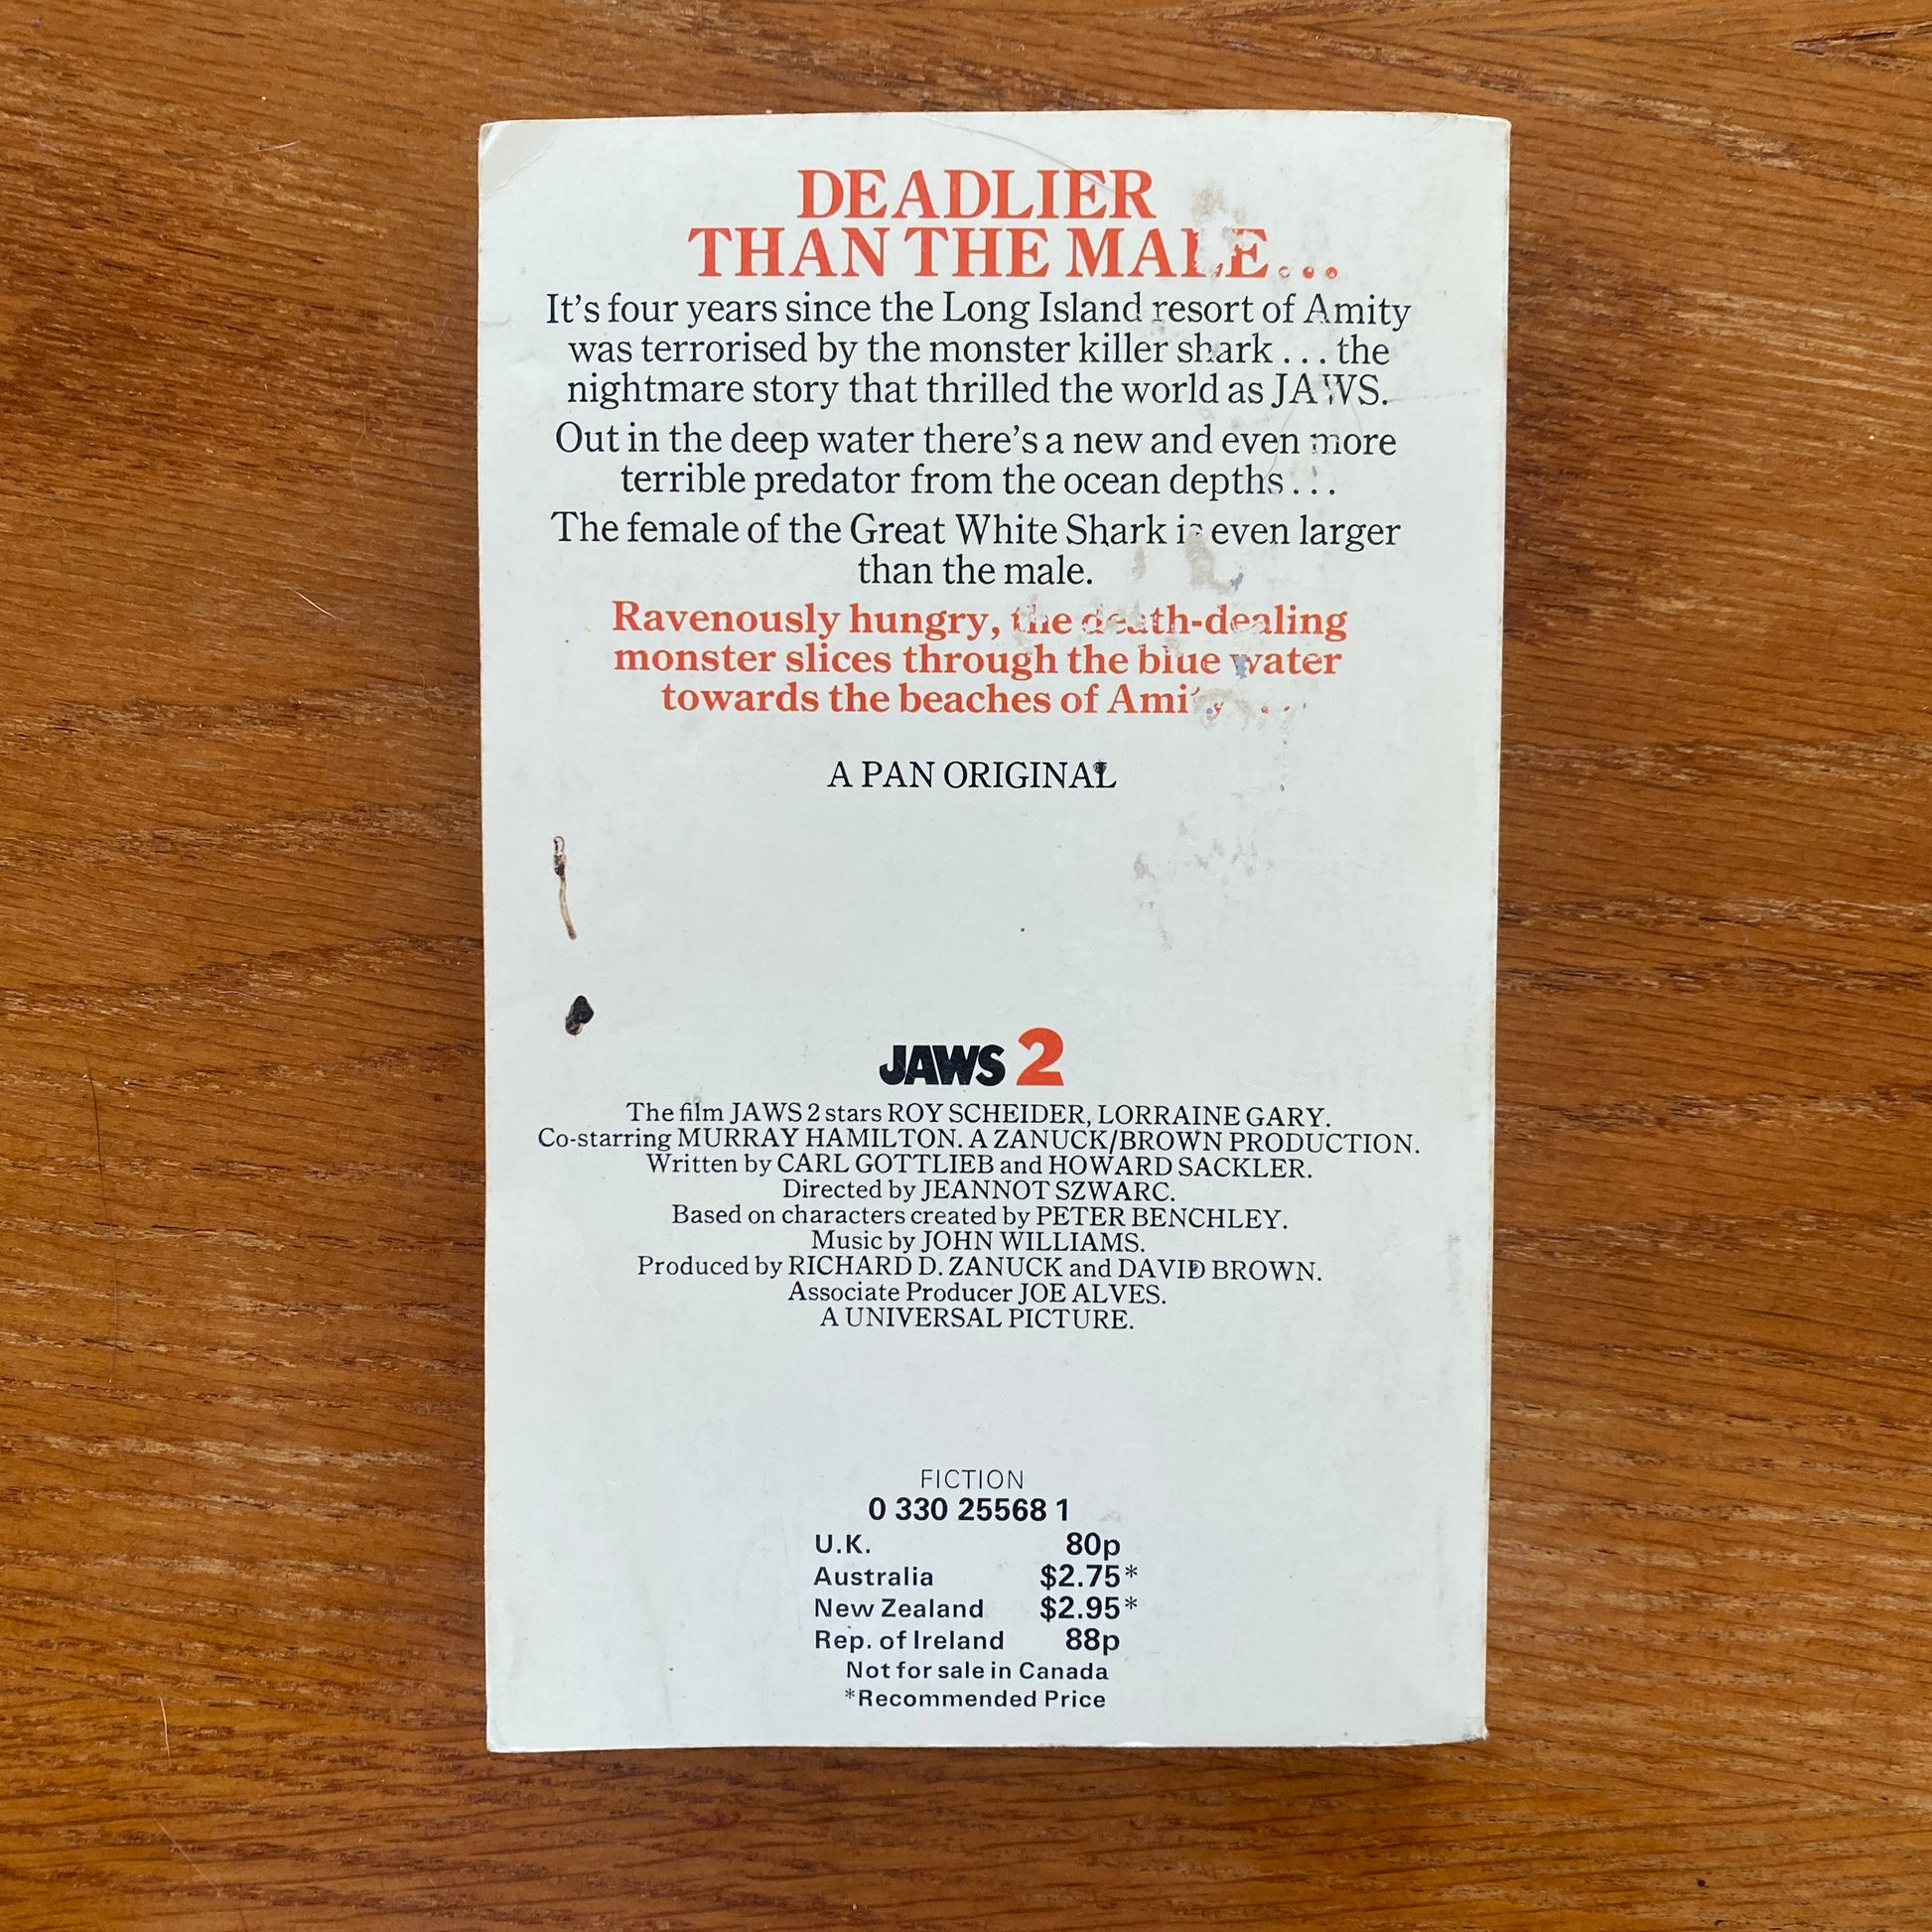 DEADLIER
THAN THE MALE...
It's four years since the Long Island resort of Amity
was terrorised by the monster killer shark... the
nightmare story that thrilled the world as JAWS.
Out in the deep water there's a new and even more
terrible predator from the ocean depths...
The female of the Great White Shark is even larger
than the male.
Ravenously hungry, the death-dealing
monster slices through the blue water
towards the beaches of Amity...
A PAN ORIGINAL
JAWS 2
The film JAWS 2 stars ROY SCHEIDER, LORRAINE GARY.
Co-starring MURRAY HAMILTON. A ZANUCK/BROWN PRODUCTION.
Written by CARL GOTTLIEB and HOWARD SACKLER.
Directed by JEANNOT SZWARC.
Based on characters created by PETER BENCHLEY.
Music by JOHN WILLIAMS.
Produced by RICHARD D. ZANUCK and DAVID BROWN.
Associate Producer JOE ALVES.
A UNIVERSAL PICTURE.
FICTION
0 330 25568 1
U.K. 80p
Australia $2.75*
New Zealand $2.95*
Rep. of Ireland 88p
Not for sale in Canada
*Recommended Price